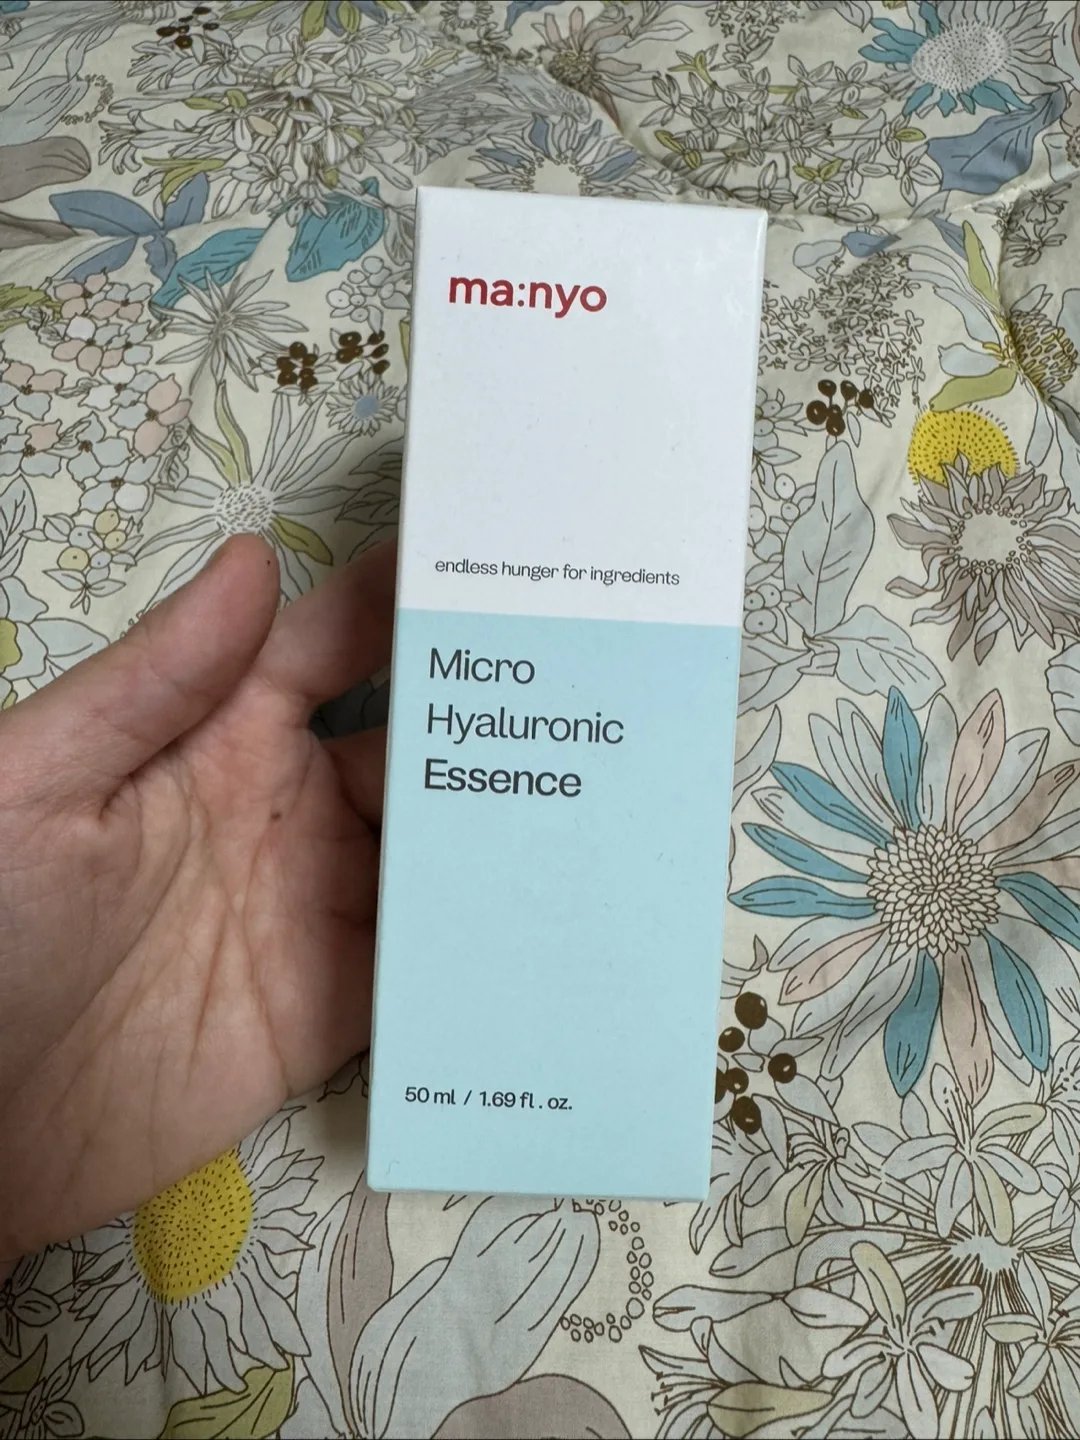 ma:nyo
endless hunger for ingredients
Micro
Hyaluronic
Essence
50 ml / 1.69 fl. oz.